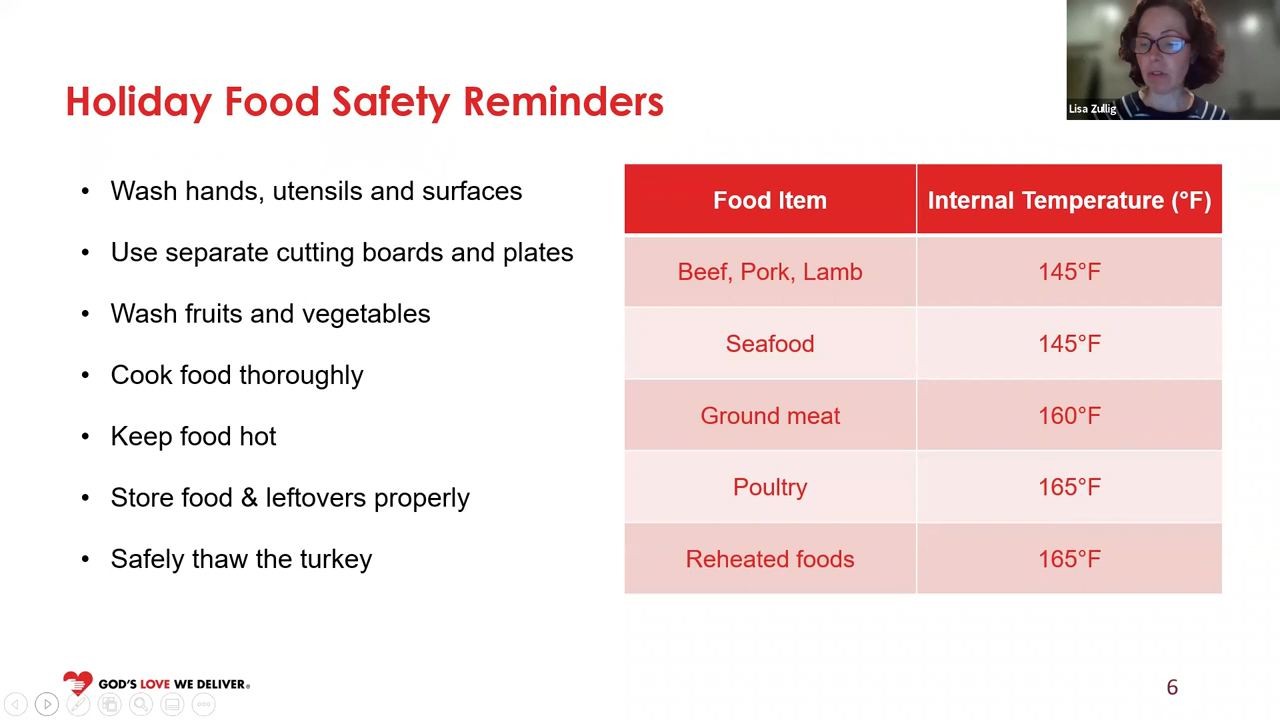 Lisa Zullig
Holiday Food Safety Reminders
• Wash hands, utensils and surfaces
• Use separate cutting boards and plates
• Wash fruits and vegetables
• Cook food thoroughly
• Keep food hot
• Store food & leftovers properly
• Safely thaw the turkey
Food Item Internal Temperature (°F)
Beef, Pork, Lamb 145°F
Seafood 145°F
Ground meat 160°F
Poultry 165°F
Reheated foods 165°F
GOD'S LOVE WE DELIVER®
6